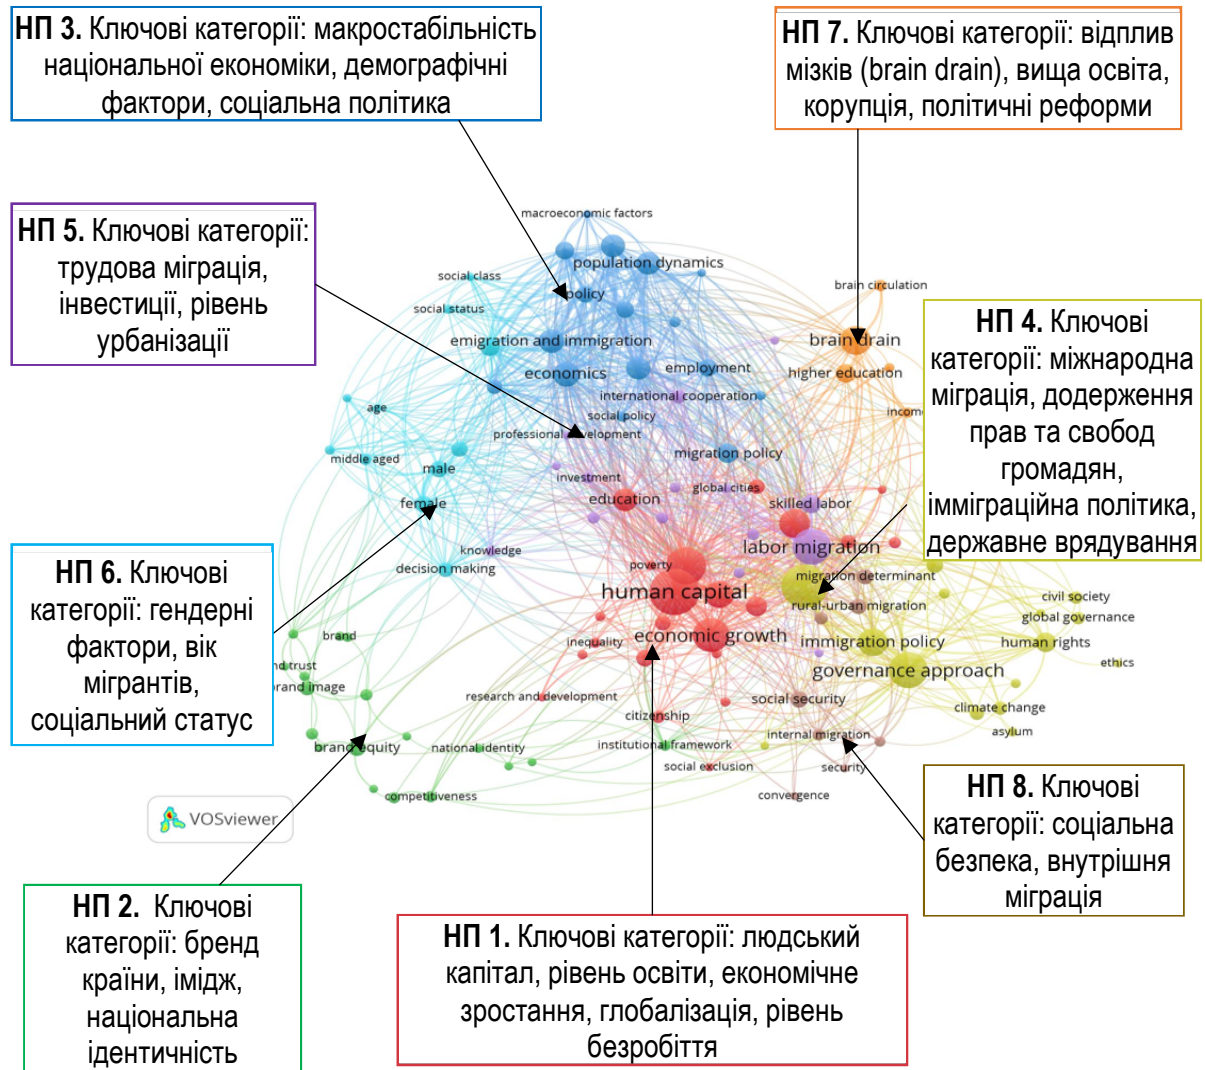 НП 3. Ключові категорії: макростабільність
національної економіки, демографічні
фактори, соціальна політика
НП 7. Ключові категорії: відплив
мізків (brain drain), вища освіта,
корупція, політичні реформи
НП 5. Ключові категорії:
трудова міграція,
інвестиції, рівень
урбанізації
НП 4. Ключові
категорії: міжнародна
міграція, додерження
прав та свобод
громадян,
імміграційна політика,
державне врядування
macroeconomic factors
population dynamics
social class
policy
brain circulation
social status
emigration and immigration
brain drain
economics
employment
higher education
international cooperation
age
social policy
income
professional
velopment
migration policy
middle aged
male
investment
global cities
education
skilled labor
female
knowledge
labor migration
decision making
poverty
migration determinant
human capital
rural-urban migration
civil society
global governance
brand
inequality
economic growth
immigration policy
human rights
nd trust
governance approach
ethics
rand image
research and development
social security
citizenship
climate change
internal migration
asylum
brand equity
national identity
institutional framework
social exclusion
security
competitiveness
convergence
VOSviewer
НП 6. Ключові
категорії: гендерні
фактори, вік
мігрантів,
соціальний статус
НП 8. Ключові
категорії: соціальна
безпека, внутрішня
міграція
НП 2. Ключові
категорії: бренд
країни, імідж,
національна
ідентичність
НП 1. Ключові категорії: людський
капітал, рівень освіти, економічне
зростання, глобалізація, рівень
безробіття